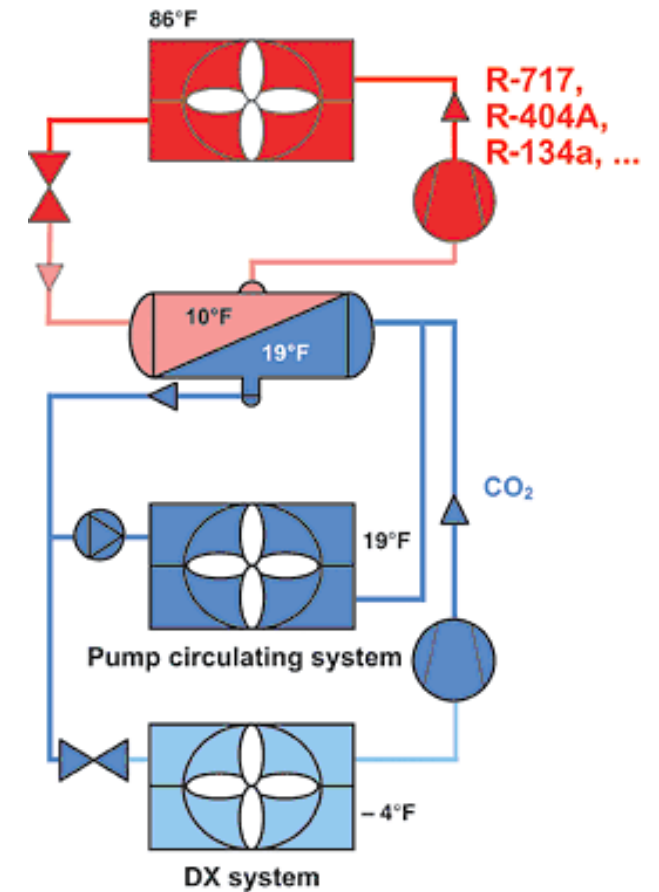 86°F
R-717,
R-404A,
R-134a, ...
10°F
19°F
CO₂
19°F
Pump circulating system
– 4°F
DX system